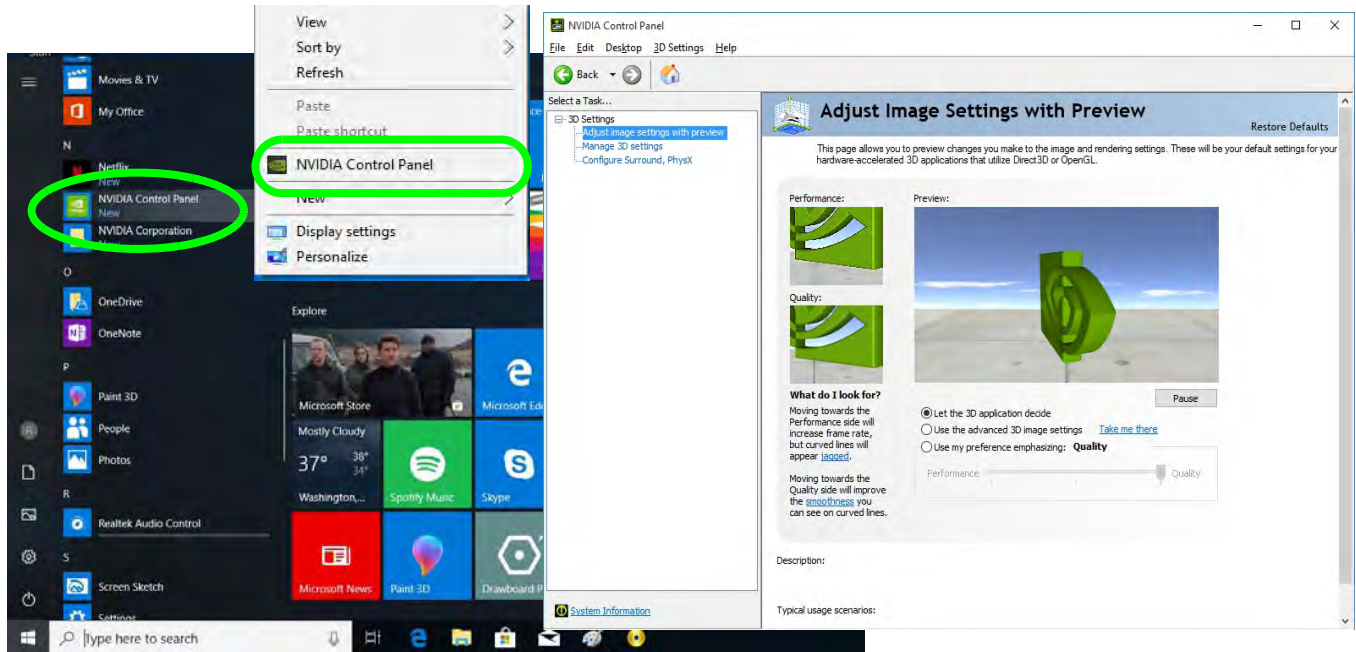 Start
Movies & TV
My Office
N
Netflix
New
NVIDIA Control Panel
New
NVIDIA Corporation
New
O
OneDrive
OneNote
P
Paint 3D
People
Photos
R
Realtek Audio Control
S
Screen Sketch
Settings
Type here to search
Explore
Microsoft Store
Mostly Cloudy
37°
38°
34°
Washington,...
Spotify Music
Skype
Microsoft News
Paint 3D
View
Sort by
Refresh
Paste
Paste shortcut
NVIDIA Control Panel
New
Display settings
Personalize
NVIDIA Control Panel
File Edit Desktop 3D Settings Help
Back
Select a Task...
3D Settings
Adjust image settings with preview
Manage 3D settings
Configure Surround, PhysX
System Information
Adjust Image Settings with Preview
Restore Defaults
This page allows you to preview changes you make to the image and rendering settings. These will be your default settings for your
hardware-accelerated 3D applications that utilize Direct3D or OpenGL.
Performance:
Preview:
Quality:
What do I look for?
Moving towards the
Performance side will
increase frame rate,
but curved lines will
appear jagged.
Moving towards the
Quality side will improve
the smoothness you
can see on curved lines.
Pause
Let the 3D application decide
Use the advanced 3D image settings Take me there
Use my preference emphasizing: Quality
Performance Quality
Description:
Typical usage scenarios: